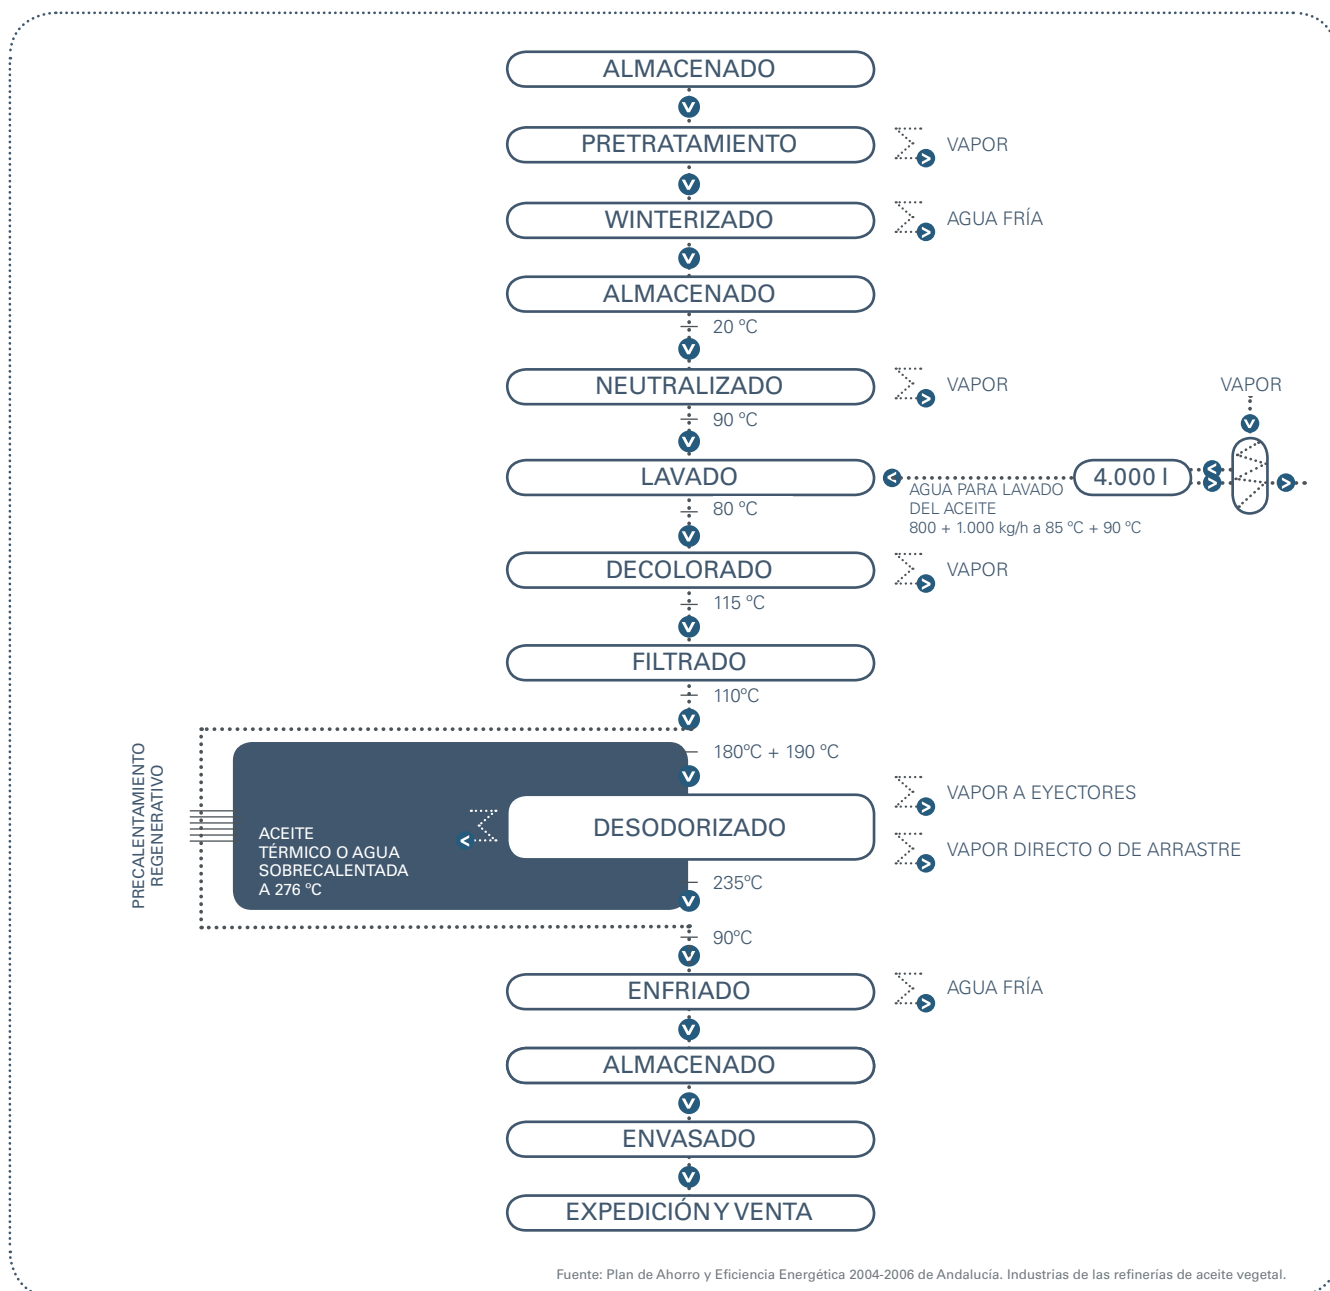 ALMACENADO
PRETRATAMIENTO
VAPOR
WINTERIZADO
AGUA FRÍA
ALMACENADO
20 ºC
NEUTRALIZADO
VAPOR
VAPOR
90 ºC
LAVADO
4.000 l
AGUA PARA LAVADO
DEL ACEITE
800 + 1.000 kg/h a 85 ºC + 90 ºC
80 ºC
DECOLORADO
VAPOR
115 ºC
FILTRADO
110ºC
180ºC + 190 ºC
PRECALENTAMIENTO
REGENERATIVO
ACEITE
TÉRMICO O AGUA
SOBRECALENTADA
A 276 ºC
DESODORIZADO
VAPOR A EYECTORES
VAPOR DIRECTO O DE ARRASTRE
235ºC
90ºC
ENFRIADO
AGUA FRÍA
ALMACENADO
ENVASADO
EXPEDICIÓN Y VENTA
Fuente: Plan de Ahorro y Eficiencia Energética 2004-2006 de Andalucía. Industrias de las refinerías de aceite vegetal.